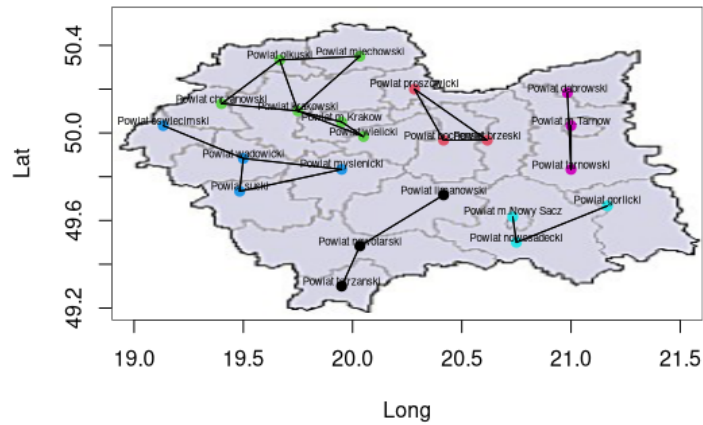 50.4
50.0
49.6
49.2
Lat
Powiat olkuski
Powiat miechowski
Powiat proszowicki
Powiat dabrowski
Powiat chrzanowski
Powiat krakowski
Powiat m.Krakow
Powiat oswiecimski
Powiat wielicki
Powiat brzeski
Powiat m. Tarnow
Powiat wadowicki
Powiat myslenicki
Powiat tarnowski
Powiat suski
Powiat limanowski
Powiat m.Nowy Sacz
Powiat gorlicki
Powiat nowotarski
Powiat nowosadecki
Powiat tatrzanski
19.0 19.5 20.0 20.5 21.0 21.5
Long